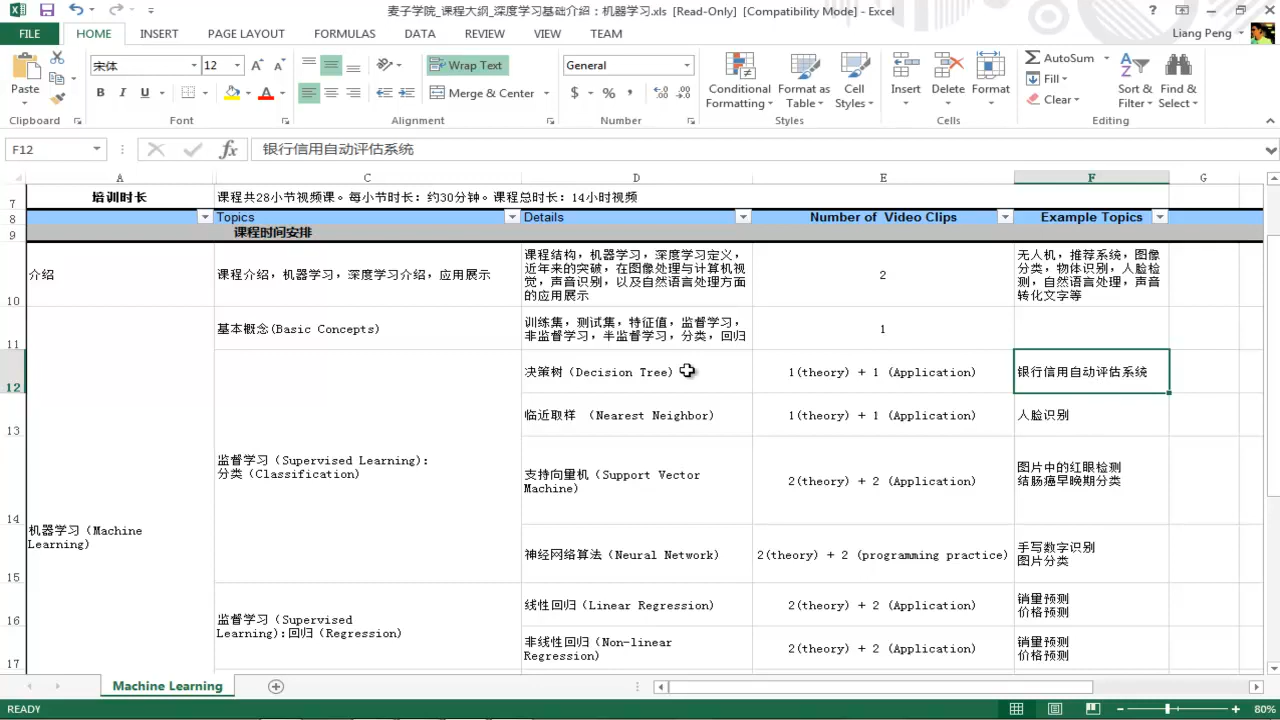 麦子学院_课程大纲_深度学习基础介绍：机器学习.xls [Read-Only] [Compatibility Mode] - Excel
FILE HOME INSERT PAGE LAYOUT FORMULAS DATA REVIEW VIEW TEAM Liang Peng
宋体 12 Wrap Text General AutoSum
Paste Merge & Center Conditional Formatting Format as Table Cell Styles Insert Delete Format Fill Clear Sort & Filter Find & Select
Clipboard Font Alignment Number Styles Cells Editing
F12 银行信用自动评估系统
A C D E F G
7 培训时长 课程共28小节视频课。每小节时长：约30分钟。课程总时长：14小时视频
8 Topics Details Number of Video Clips Example Topics
9 课程时间安排
10 介绍 课程介绍，机器学习，深度学习介绍，应用展示
课程结构，机器学习，深度学习定义，
近年来的突破，在图像处理与计算机视
觉，声音识别，以及自然语言处理方面
的应用展示
2
无人机，推荐系统，图像
分类，物体识别，人脸检
测，自然语言处理，声音
转化文字等
11 基本概念(Basic Concepts)
训练集，测试集，特征值，监督学习，
非监督学习，半监督学习，分类，回归
1
12 决策树（Decision Tree） 1(theory) + 1 (Application) 银行信用自动评估系统
13 临近取样 （Nearest Neighbor) 1(theory) + 1 (Application) 人脸识别
监督学习（Supervised Learning):
分类（Classification)
14 支持向量机（Support Vector
Machine) 2(theory) + 2 (Application)
图片中的红眼检测
结肠癌早晚期分类
机器学习（Machine
Learning)
15 神经网络算法（Neural Network) 2(theory) + 2 (programming practice)
手写数字识别
图片分类
16 监督学习（Supervised
Learning):回归（Regression)
线性回归（Linear Regression) 2(theory) + 2 (Application)
销量预测
价格预测
17 非线性回归（Non-linear
Regression) 2(theory) + 2 (Application)
销量预测
价格预测
Machine Learning
READY 80%